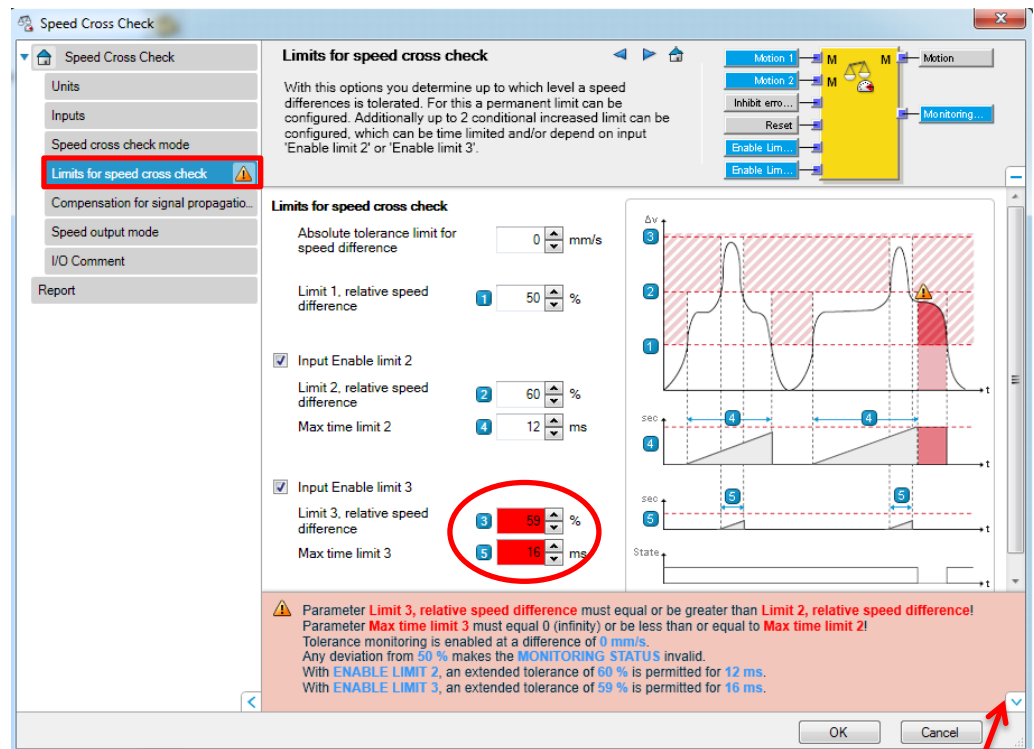 Speed Cross Check
Speed Cross Check
Units
Inputs
Speed cross check mode
Limits for speed cross check
Compensation for signal propagatio...
Speed output mode
I/O Comment
Report
Limits for speed cross check
With this options you determine up to which level a speed
differences is tolerated. For this a permanent limit can be
configured. Additionally up to 2 conditional increased limit can be
configured, which can be time limited and/or depend on input
'Enable limit 2' or 'Enable limit 3'.
Motion 1 M M Motion
Motion 2 M
Inhibit erro... Monitoring...
Reset
Enable Lim...
Enable Lim...
Limits for speed cross check
Absolute tolerance limit for
speed difference
0 mm/s
Limit 1, relative speed
difference
1 50 %
Input Enable limit 2
Limit 2, relative speed
difference
2 60 %
Max time limit 2 4 12 ms
Input Enable limit 3
Limit 3, relative speed
difference
3 59 %
Max time limit 3 5 16 ms
Δv
3
2
1
t
sec
4 4
4
t
sec
5 5
5
t
State
t
Parameter Limit 3, relative speed difference must equal or be greater than Limit 2, relative speed difference!
Parameter Max time limit 3 must equal 0 (infinity) or be less than or equal to Max time limit 2!
Tolerance monitoring is enabled at a difference of 0 mm/s.
Any deviation from 50 % makes the MONITORING STATUS invalid.
With ENABLE LIMIT 2, an extended tolerance of 60 % is permitted for 12 ms.
With ENABLE LIMIT 3, an extended tolerance of 59 % is permitted for 16 ms.
OK Cancel